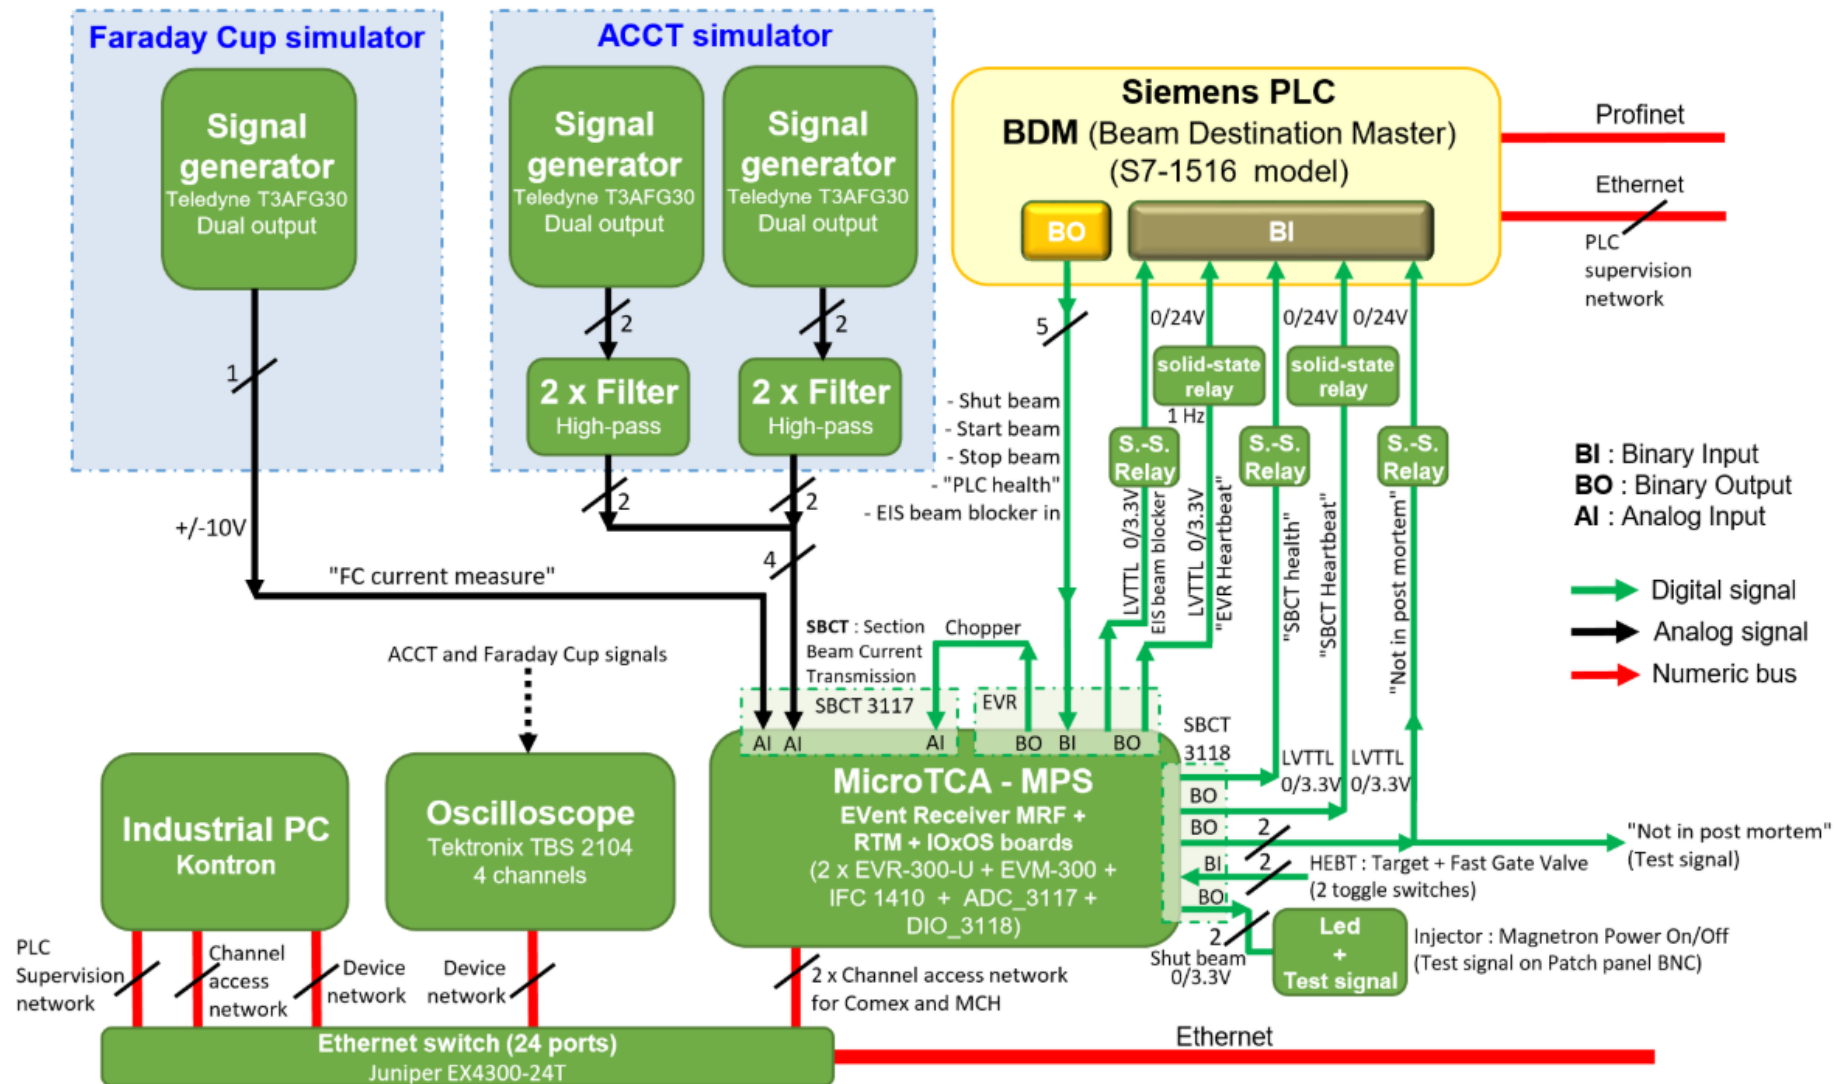 Faraday Cup simulator
Signal
generator
Teledyne T3AFG30
Dual output
1
+/-10V
"FC current measure"
ACCT simulator
Signal
generator
Teledyne T3AFG30
Dual output
Signal
generator
Teledyne T3AFG30
Dual output
2
2
2 x Filter
High-pass
2 x Filter
High-pass
2
2
4
Siemens PLC
BDM (Beam Destination Master)
(S7-1516 model)
BO
BI
Profinet
Ethernet
PLC
supervision
network
5
- Shut beam
- Start beam
- Stop beam
- "PLC health"
- EIS beam blocker in
0/24V
0/24V
0/24V
solid-state
relay
solid-state
relay
1 Hz
S.-S.
Relay
S.-S.
Relay
S.-S.
Relay
LVTTL 0/3.3V
EIS beam blocker
LVTTL 0/3.3V
"EVR Heartbeat"
"SBCT health"
"SBCT Heartbeat"
"Not in post mortem"
BI : Binary Input
BO : Binary Output
AI : Analog Input
Digital signal
Analog signal
Numeric bus
ACCT and Faraday Cup signals
SBCT : Section
Beam Current
Transmission
Chopper
SBCT 3117
EVR
AI
AI
AI
BO
BI
BO
SBCT
3118
LVTTL
0/3.3V
LVTTL
0/3.3V
BO
BO
BI
BO
2
2
2
"Not in post mortem"
(Test signal)
HEBT : Target + Fast Gate Valve
(2 toggle switches)
Shut beam
0/3.3V
Led
+
Test signal
Injector : Magnetron Power On/Off
(Test signal on Patch panel BNC)
Industrial PC
Kontron
Oscilloscope
Tektronix TBS 2104
4 channels
MicroTCA - MPS
EVent Receiver MRF +
RTM + IOxOS boards
(2 x EVR-300-U + EVM-300 +
IFC 1410 + ADC_3117 +
DIO_3118)
PLC
Supervision
network
Channel
access
network
Device
network
Device
network
2 x Channel access network
for Comex and MCH
Ethernet switch (24 ports)
Juniper EX4300-24T
Ethernet